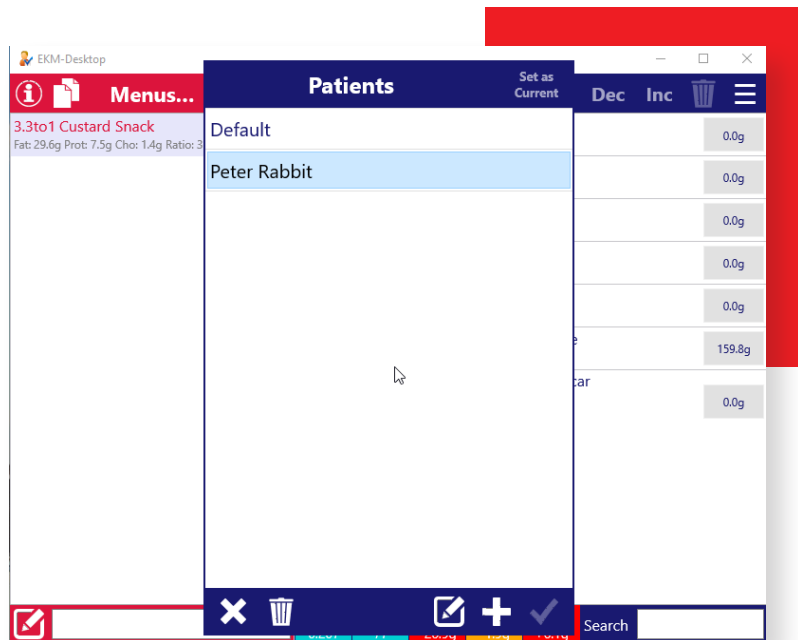 EKM-Desktop
Menus...
Patients
Set as
Current
Dec Inc
3.3to1 Custard Snack
Fat: 29.6g Prot: 7.5g Cho: 1.4g Ratio: 3
Default
Peter Rabbit
0.0g
0.0g
0.0g
0.0g
0.0g
159.8g
car
0.0g
Search